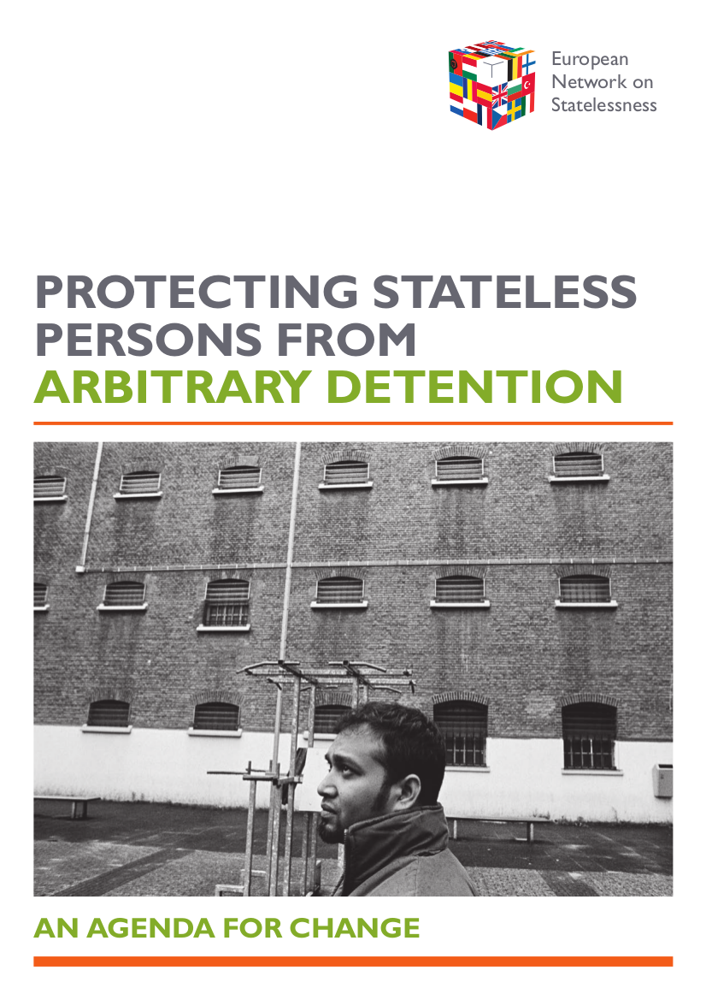 European
Network on
Statelessness
PROTECTING STATELESS
PERSONS FROM
ARBITRARY DETENTION
AN AGENDA FOR CHANGE